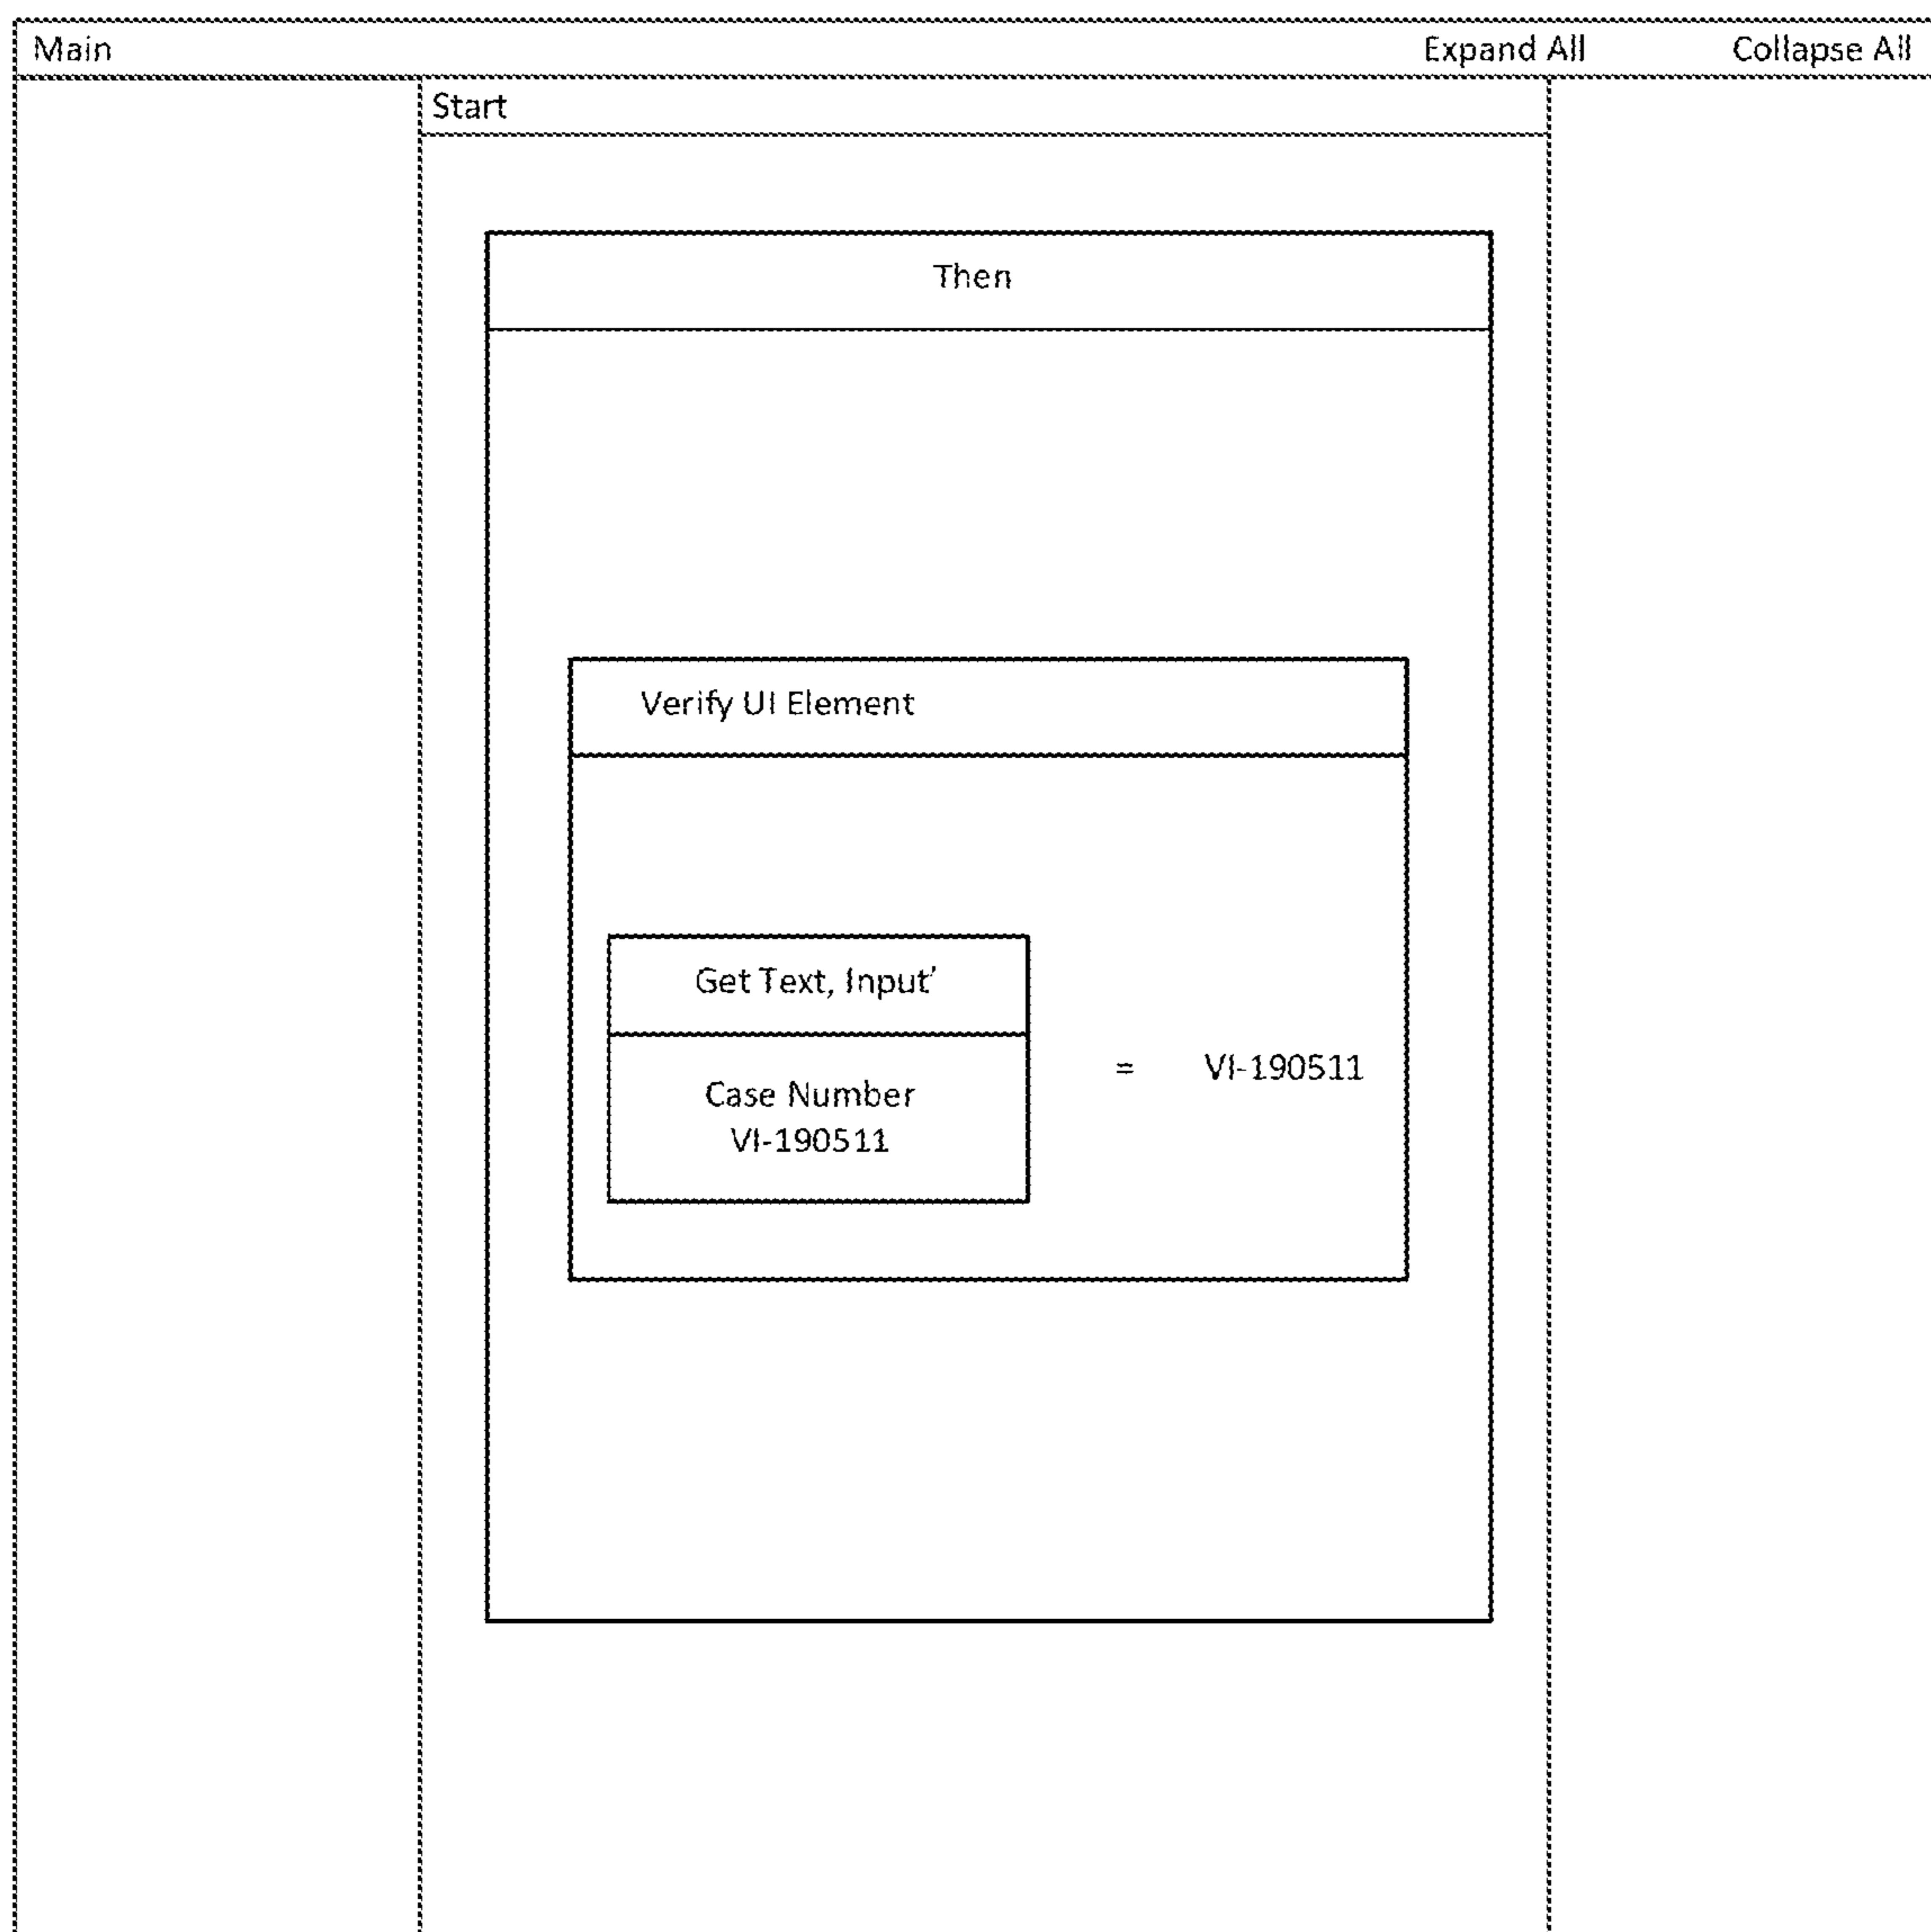 Main Expand All Collapse All
Start
Then
Verify UI Element
Get Text, Input'
Case Number
VI-190511
= VI-190511